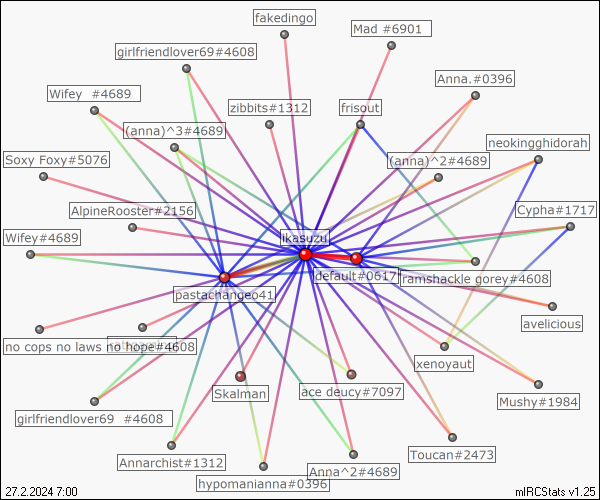 fakedingo
Mad #6901
girlfriendlover69#4608
Anna.#0396
Wifey  #4689
zibbits#1312
frisout
(anna)^3#4689
neokingghidorah
Soxy Foxy#5076
(anna)^2#4689
AlpineRooster#2156
Cypha#1717
Wifey#4689
ikasuzu
default#0617
ramshackle gorey#4608
pastachangeo41
avelicious
no cops no laws no hope#4608
xenoyaut
Skalman
ace deucy#7097
Mushy#1984
girlfriendlover69  #4608
Toucan#2473
Annarchist#1312
Anna^2#4689
hypomanianna#0396
27.2.2024 7:00
mIRCStats v1.25